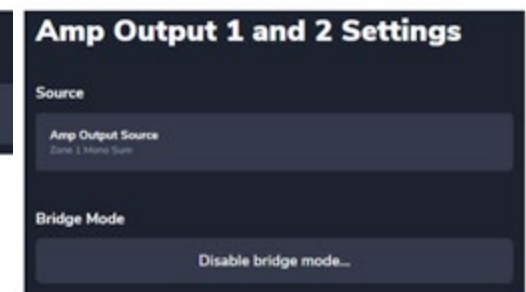 Amp Output 1 and 2 Settings
Source
Amp Output Source
Zone 1 Mono Sum
Bridge Mode
Disable bridge mode...